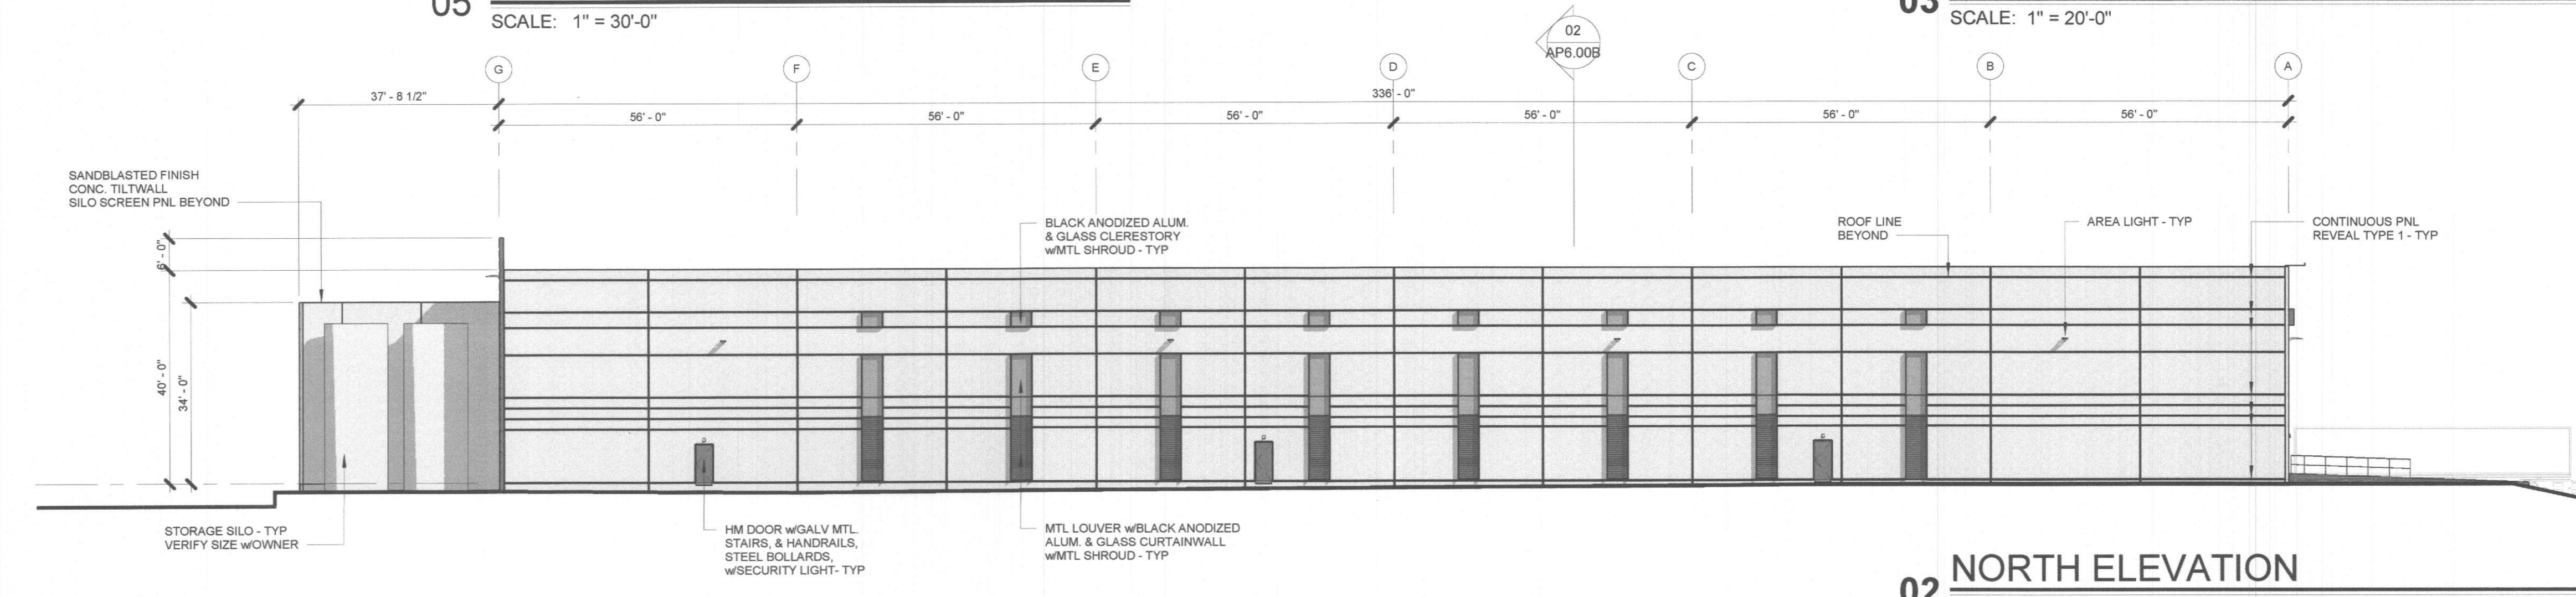 05
SCALE: 1" = 30'-0"
03
SCALE: 1" = 20'-0"
02
AP6.00B
G
F
E
D
C
B
A
37' - 8 1/2"
336' - 0"
56' - 0"
56' - 0"
56' - 0"
56' - 0"
56' - 0"
56' - 0"
SANDBLASTED FINISH
CONC. TILTWALL
SILO SCREEN PNL BEYOND
BLACK ANODIZED ALUM.
& GLASS CLERESTORY
w/MTL SHROUD - TYP
ROOF LINE
BEYOND
AREA LIGHT - TYP
CONTINUOUS PNL
REVEAL TYPE 1 - TYP
6' - 0"
40' - 0"
34' - 0"
STORAGE SILO - TYP
VERIFY SIZE w/OWNER
HM DOOR w/GALV MTL.
STAIRS, & HANDRAILS,
STEEL BOLLARDS,
w/SECURITY LIGHT- TYP
MTL LOUVER w/BLACK ANODIZED
ALUM. & GLASS CURTAINWALL
w/MTL SHROUD - TYP
02
NORTH ELEVATION